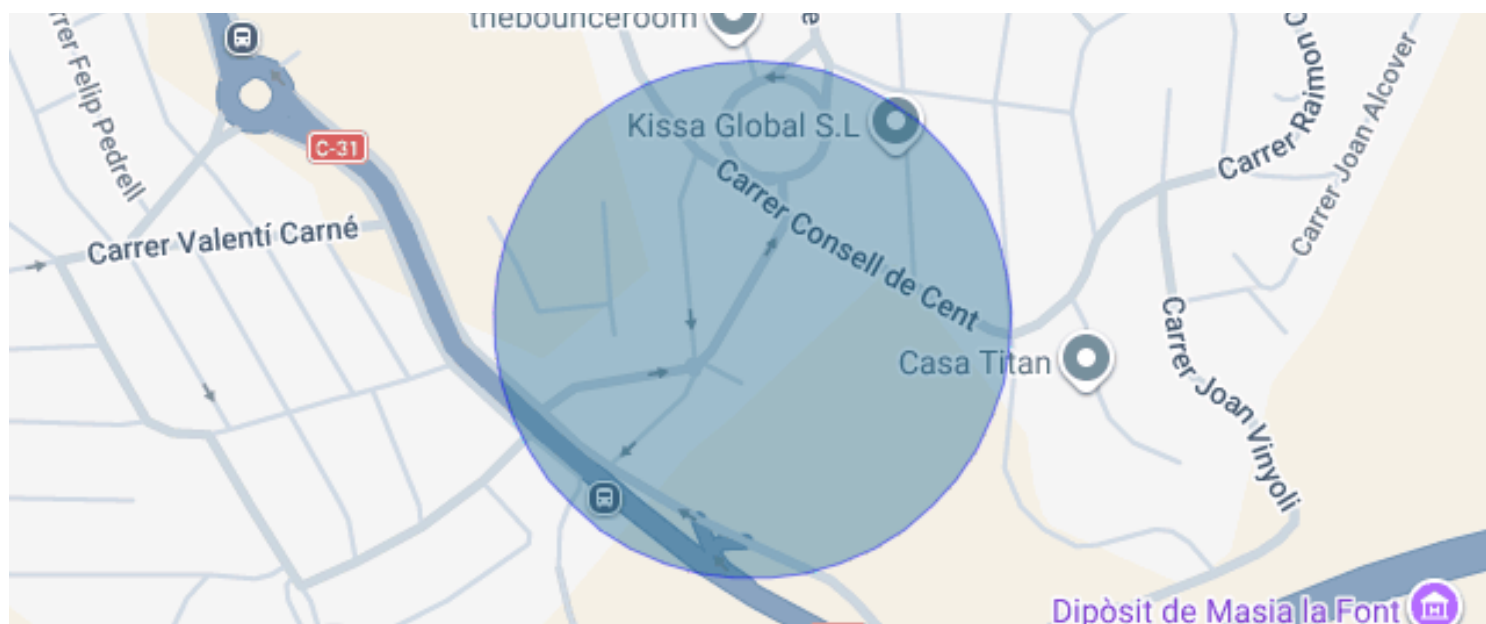 thebounceroom
Carrer Felip Pedrell
C-31
Kissa Global S.L
Carrer Raimon
Carrer Joan Alcover
Carrer Valentí Carné
Carrer Consell de Cent
Casa Titan
Carrer Joan Vinyoli
Dipòsit de Masia la Font